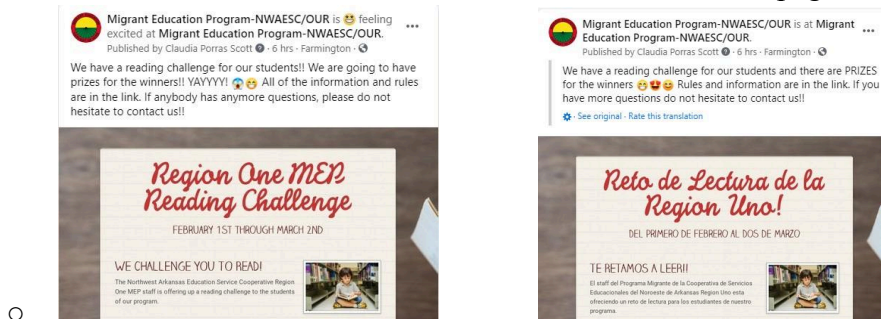 Migrant Education Program-NWAESC/OUR is 😁 feeling
excited at Migrant Education Program-NWAESC/OUR.
Published by Claudia Porras Scott · 6 hrs · Farmington ·
We have a reading challenge for our students!! We are going to have
prizes for the winners!! YAYYYY! 😱😁 All of the information and rules
are in the link. If anybody has anymore questions, please do not
hesitate to contact us!!
Region One MEP
Reading Challenge
FEBRUARY 1ST THROUGH MARCH 2ND
WE CHALLENGE YOU TO READ!
The Northwest Arkansas Education Service Cooperative Region
One MEP staff is offering up a reading challenge to the students
of our program.
Migrant Education Program-NWAESC/OUR is at Migrant
Education Program-NWAESC/OUR.
Published by Claudia Porras Scott · 6 hrs · Farmington ·
We have a reading challenge for our students and there are PRIZES
for the winners 😁🤩😊 Rules and information are in the link. If you
have more questions do not hesitate to contact us!!
· See original · Rate this translation
Reto de Lectura de la
Region Uno!
DEL PRIMERO DE FEBRERO AL DOS DE MARZO
TE RETAMOS A LEER!!
El staff del Programa Migrante de la Cooperativa de Servicios
Educacionales del Noroeste de Arkansas Region Uno esta
ofreciendo un reto de lectura para los estudiantes de nuestro
programa.